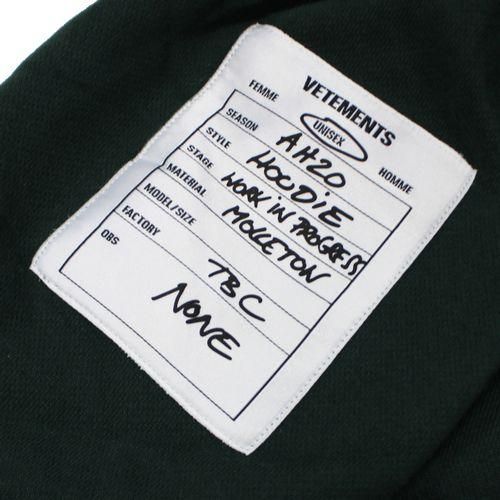 VETEMENTS
FEMME UNISEX HOMME
SEASON AH20
STYLE HOODIE
STAGE WORK IN PROGRESS
MATERIAL MOLLETON
MODEL/SIZE
FACTORY TBC
OBS NONE